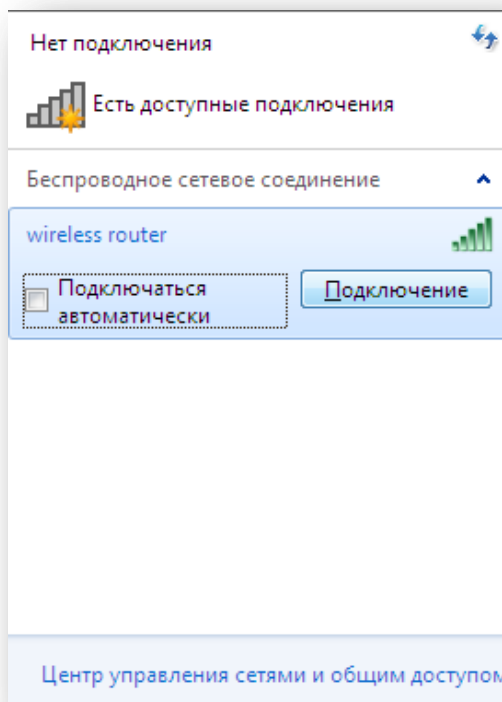 Нет подключения
Есть доступные подключения
Беспроводное сетевое соединение
wireless router
Подключаться
автоматически
Подключение
Центр управления сетями и общим доступом